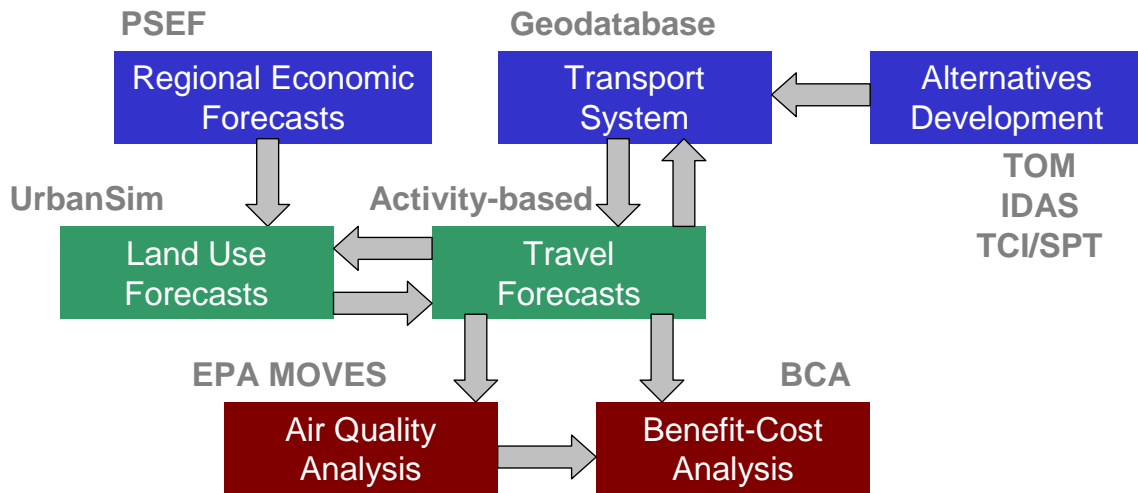 PSEF
Geodatabase
Regional Economic
Forecasts
Transport
System
Alternatives
Development
TOM
IDAS
TCI/SPT
UrbanSim
Activity-based
Land Use
Forecasts
Travel
Forecasts
EPA MOVES
BCA
Air Quality
Analysis
Benefit-Cost
Analysis